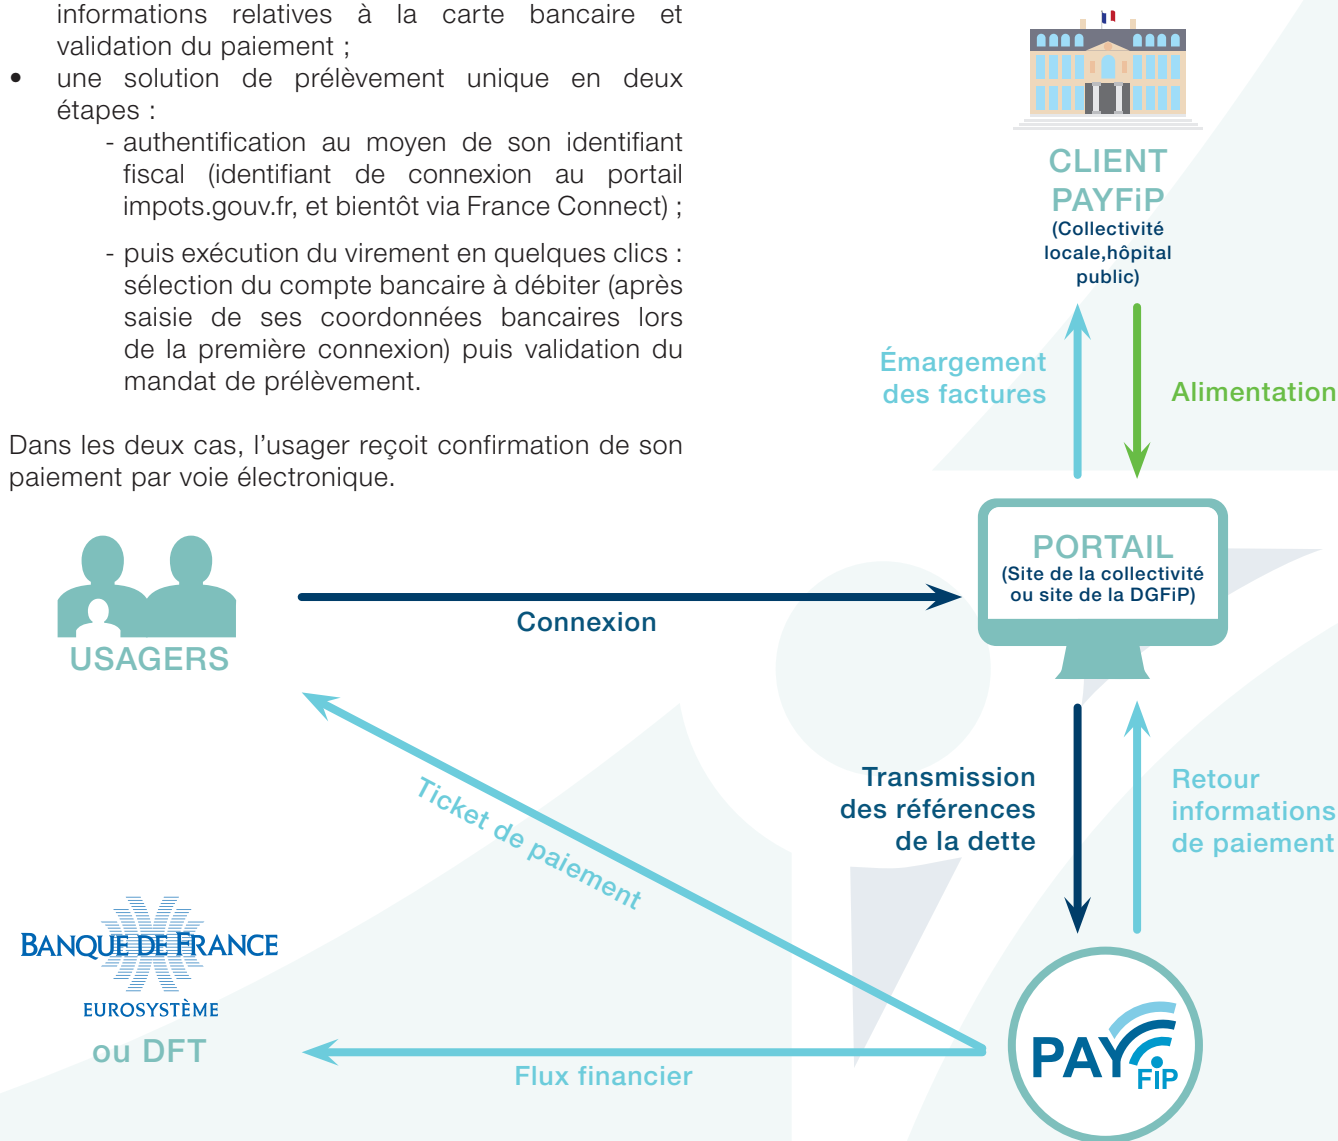 informations relatives à la carte bancaire et
validation du paiement ;
• une solution de prélèvement unique en deux
étapes :
- authentification au moyen de son identifiant
fiscal (identifiant de connexion au portail
impots.gouv.fr, et bientôt via France Connect) ;
- puis exécution du virement en quelques clics :
sélection du compte bancaire à débiter (après
saisie de ses coordonnées bancaires lors
de la première connexion) puis validation du
mandat de prélèvement.
Dans les deux cas, l’usager reçoit confirmation de son
paiement par voie électronique.
CLIENT
PAYFiP
(Collectivité
locale,hôpital
public)
Émargement
des factures
Alimentation
PORTAIL
(Site de la collectivité
ou site de la DGFiP)
Connexion
USAGERS
Transmission
des références
de la dette
Retour
informations
de paiement
Ticket de paiement
BANQUE DE FRANCE
EUROSYSTÈME
ou DFT
Flux financier
PAY
FiP